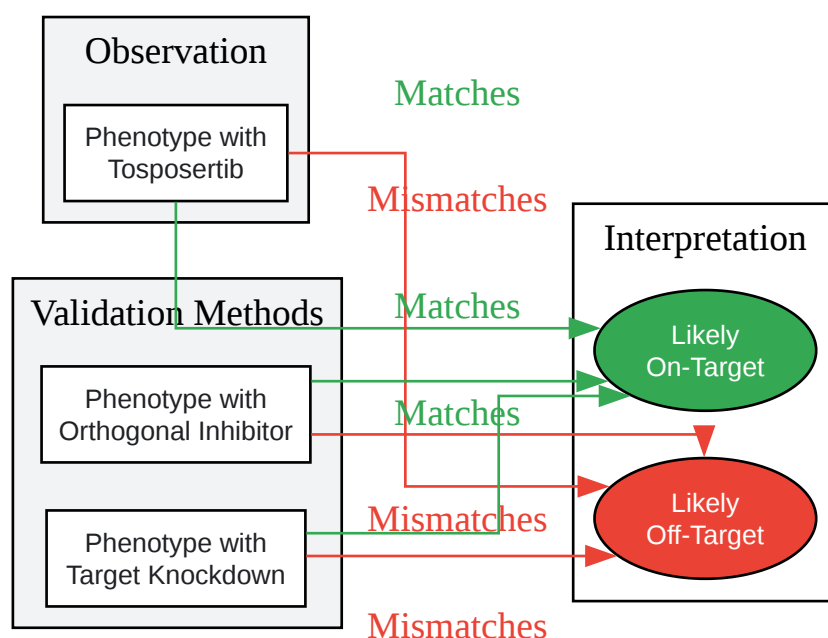 Observation
Phenotype with
Tosposertib
Matches
Mismatches
Interpretation
Validation Methods
Matches
Likely
On-Target
Phenotype with
Orthogonal Inhibitor
Matches
Likely
Off-Target
Mismatches
Phenotype with
Target Knockdown
Mismatches